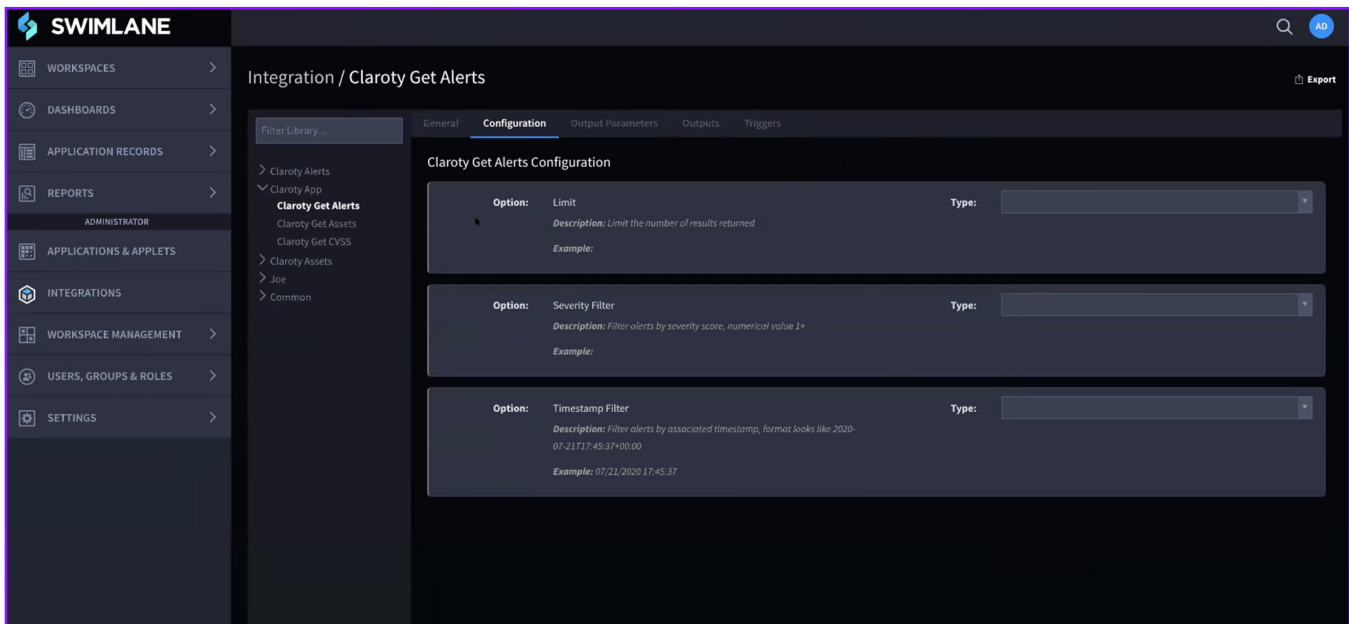 SWIMLANE
AD
WORKSPACES
DASHBOARDS
APPLICATION RECORDS
REPORTS
ADMINISTRATOR
APPLICATIONS & APPLETS
INTEGRATIONS
WORKSPACE MANAGEMENT
USERS, GROUPS & ROLES
SETTINGS
Integration / Claroty Get Alerts
Export
Filter Library...
Claroty Alerts
Claroty App
Claroty Get Alerts
Claroty Get Assets
Claroty Get CVSS
Claroty Assets
Joe
Common
General Configuration Output Parameters Outputs Triggers
Claroty Get Alerts Configuration
Option: Limit Type:
Description: Limit the number of results returned
Example:
Option: Severity Filter Type:
Description: Filter alerts by severity score, numerical value 1+
Example:
Option: Timestamp Filter Type:
Description: Filter alerts by associated timestamp, format looks like 2020-
07-21T17:45:37+00:00
Example: 07/21/2020 17:45:37